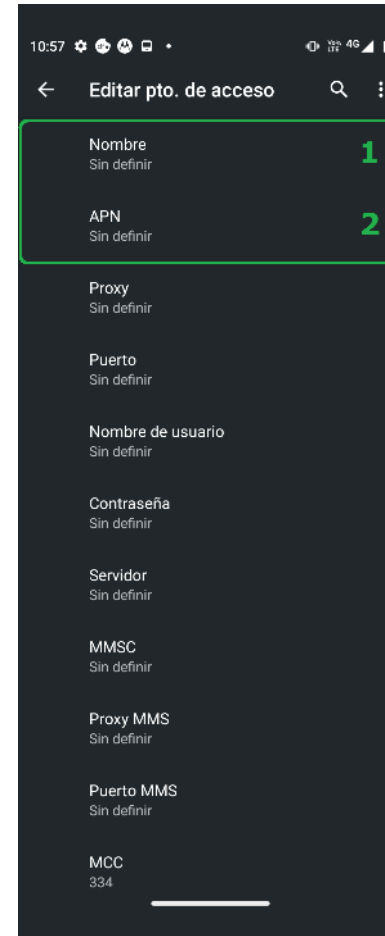 10:57
VoLTE 4G
Editar pto. de acceso
Nombre
Sin definir
1
APN
Sin definir
2
Proxy
Sin definir
Puerto
Sin definir
Nombre de usuario
Sin definir
Contraseña
Sin definir
Servidor
Sin definir
MMSC
Sin definir
Proxy MMS
Sin definir
Puerto MMS
Sin definir
MCC
334